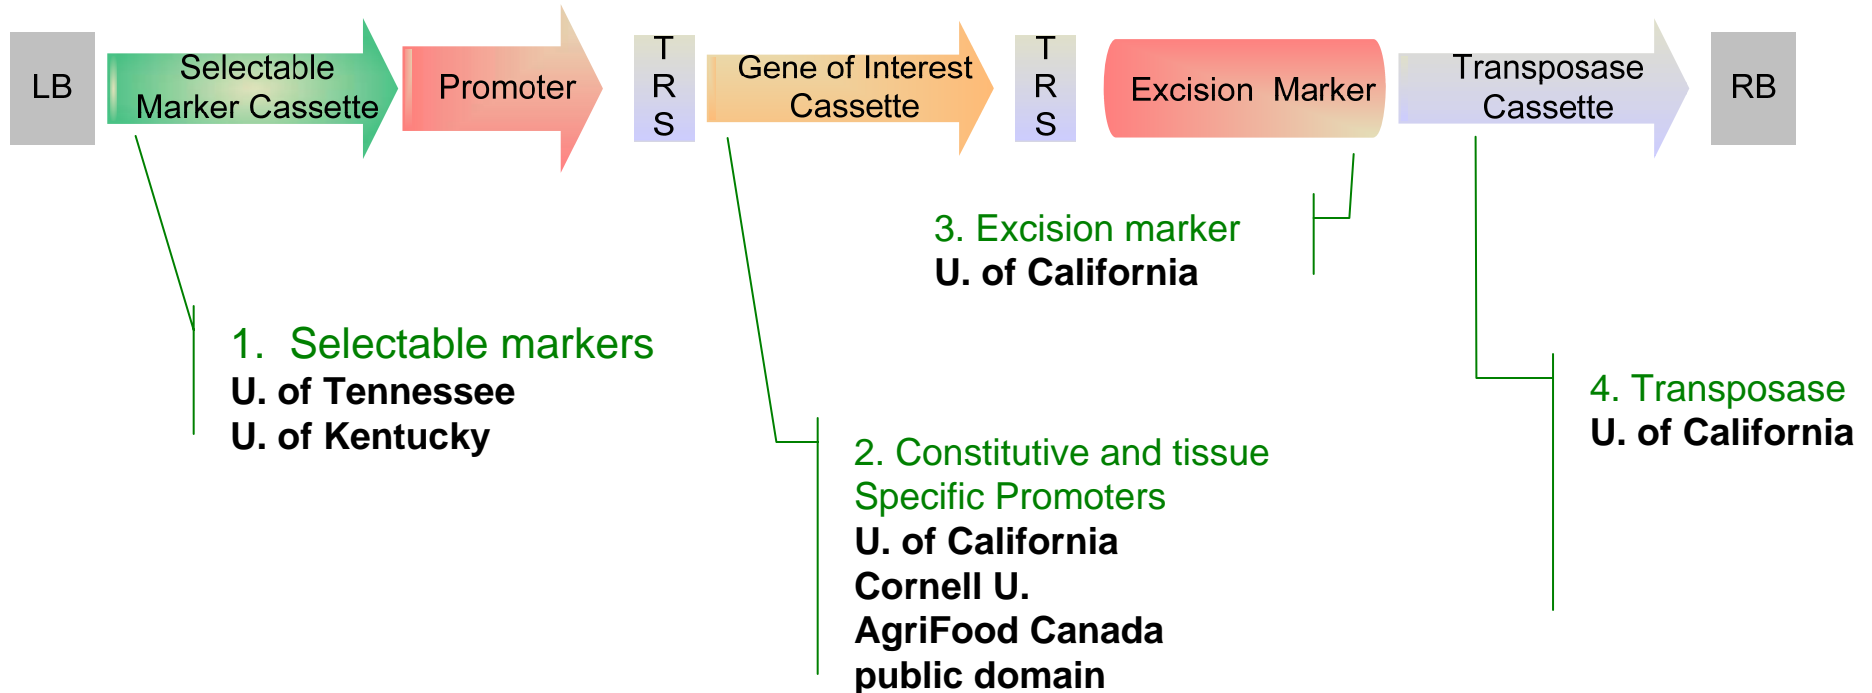 LB
Selectable
Marker Cassette
Promoter
T
R
S
Gene of Interest
Cassette
T
R
S
Excision Marker
Transposase
Cassette
RB
1. Selectable markers
U. of Tennessee
U. of Kentucky
2. Constitutive and tissue
Specific Promoters
U. of California
Cornell U.
AgriFood Canada
public domain
3. Excision marker
U. of California
4. Transposase
U. of California